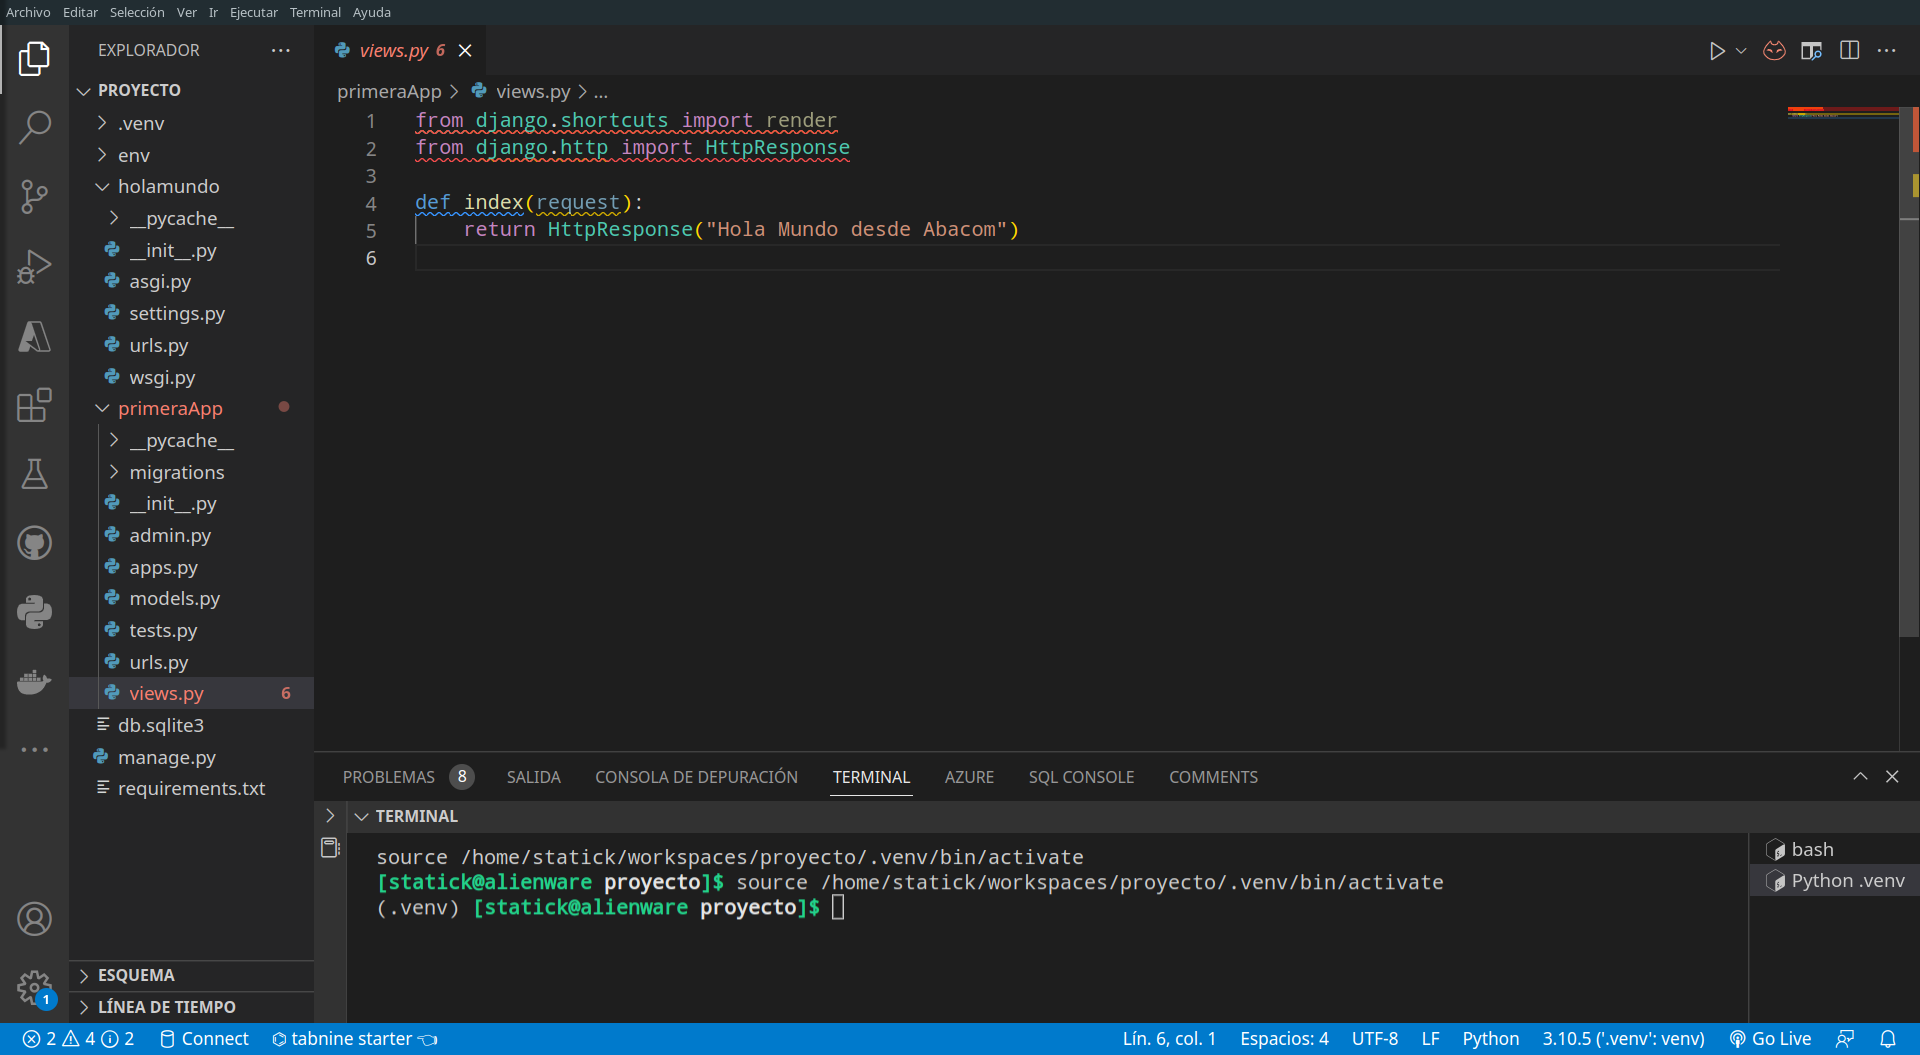 Archivo Editar Selección Ver Ir Ejecutar Terminal Ayuda
EXPLORADOR
PROYECTO
.venv
env
holamundo
__pycache__
__init__.py
asgi.py
settings.py
urls.py
wsgi.py
primeraApp
__pycache__
migrations
__init__.py
admin.py
apps.py
models.py
tests.py
urls.py
views.py 6
db.sqlite3
manage.py
requirements.txt
ESQUEMA
LÍNEA DE TIEMPO
1
views.py 6
primeraApp > views.py > ...
1 from django.shortcuts import render
2 from django.http import HttpResponse
3
4 def index(request):
5 return HttpResponse("Hola Mundo desde Abacom")
6
PROBLEMAS 8 SALIDA CONSOLA DE DEPURACIÓN TERMINAL AZURE SQL CONSOLE COMMENTS
TERMINAL
source /home/statick/workspaces/proyecto/.venv/bin/activate
[statick@alienware proyecto]$ source /home/statick/workspaces/proyecto/.venv/bin/activate
(.venv) [statick@alienware proyecto]$
bash
Python .venv
2 4 2 Connect tabnine starter Lín. 6, col. 1 Espacios: 4 UTF-8 LF Python 3.10.5 ('.venv': venv) Go Live